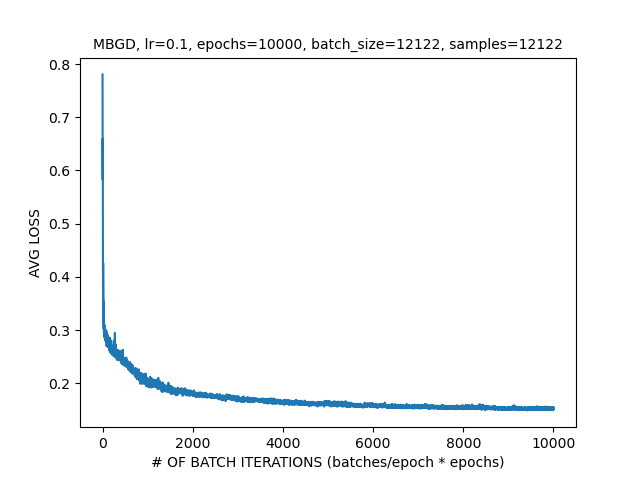 MBGD, lr=0.1, epochs=10000, batch_size=12122, samples=12122
0.8
0.7
0.6
0.5
0.4
0.3
0.2
AVG LOSS
0 2000 4000 6000 8000 10000
# OF BATCH ITERATIONS (batches/epoch * epochs)